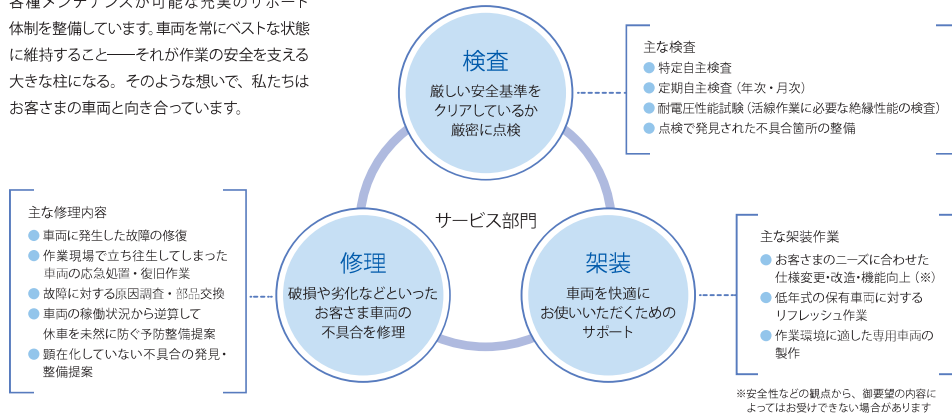 各種メンテナンスが可能な充実のサポート
体制を整備しています。車両を常にベストな状態
に維持すること――それが作業の安全を支える
大きな柱になる。そのような想いで、私たちは
お客さまの車両と向き合っています。
検査
厳しい安全基準を
クリアしているか
厳密に点検
主な検査
● 特定自主検査
● 定期自主検査（年次・月次）
● 耐電圧性能試験（活線作業に必要な絶縁性能の検査）
● 点検で発見された不具合箇所の整備
サービス部門
主な修理内容
● 車両に発生した故障の修復
● 作業現場で立ち往生してしまった
車両の応急処置・復旧作業
● 故障に対する原因調査・部品交換
● 車両の稼働状況から逆算して
休車を未然に防ぐ予防整備提案
● 顕在化していない不具合の発見・
整備提案
修理
破損や劣化などといった
お客さま車両の
不具合を修理
架装
車両を快適に
お使いいただくための
サポート
主な架装作業
● お客さまのニーズに合わせた
仕様変更・改造・機能向上（※）
● 低年式の保有車両に対する
リフレッシュ作業
● 作業環境に適した専用車両の
製作
※安全性などの観点から、御要望の内容に
よってはお受けできない場合があります